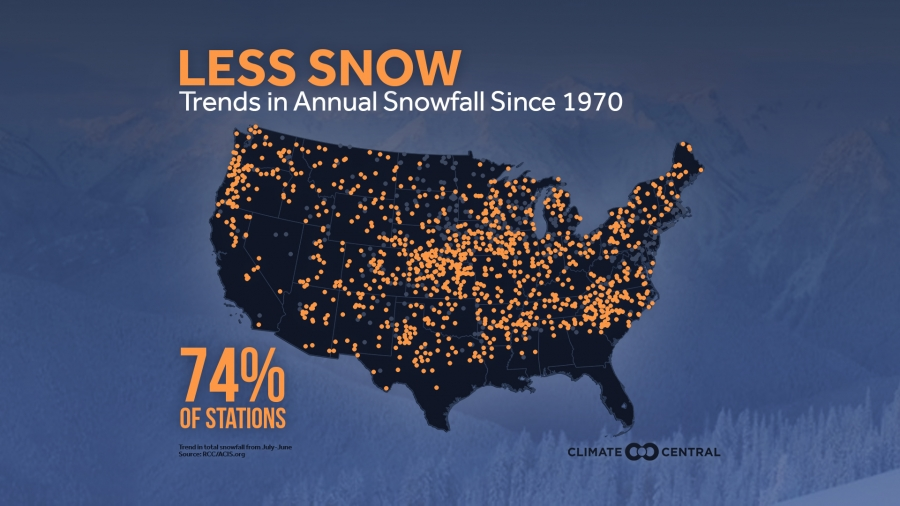 LESS SNOW
Trends in Annual Snowfall Since 1970
74%
OF STATIONS
Trend in total snowfall from July-June
Source: RCC/ACIS.org
CLIMATE CENTRAL